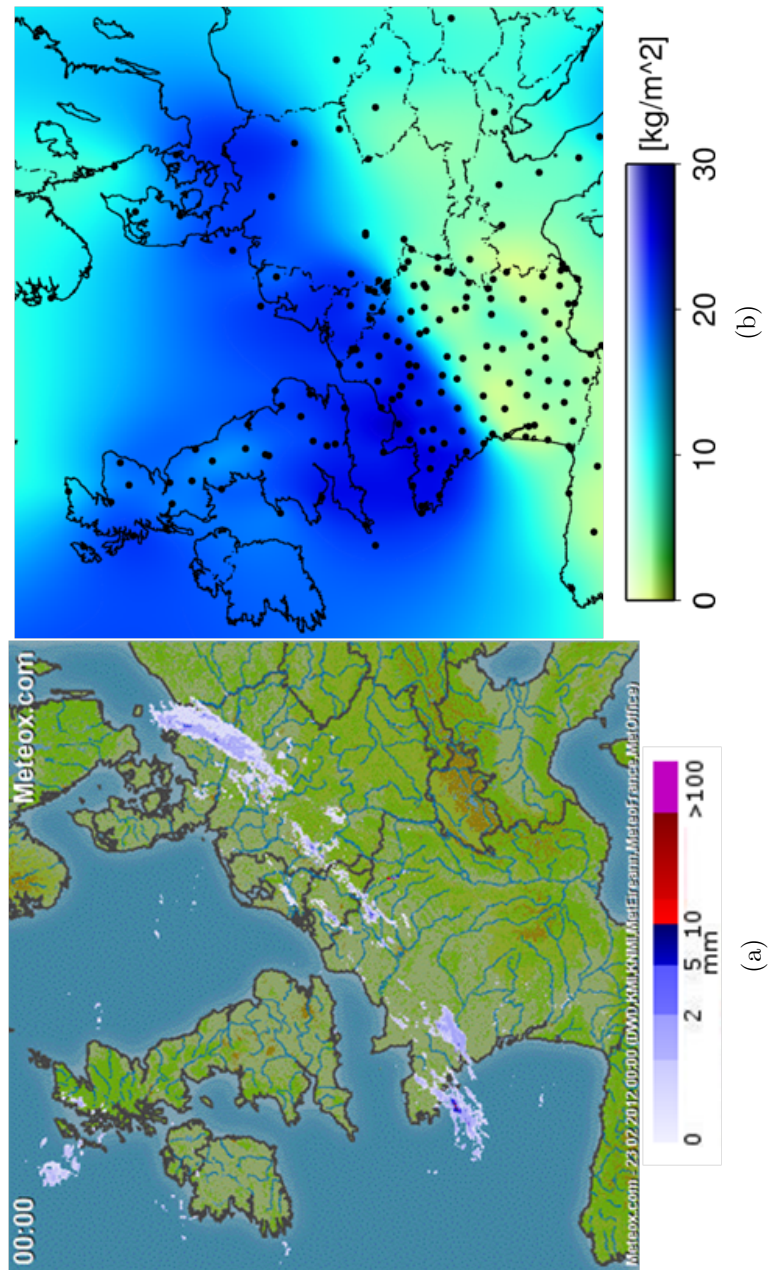 00:00
Meteox.com
Meteox.com - 23.02.2012 00:00 (DWD,KMI,KNMI,MetEireann,MeteoFrance,MetOffice)
0 2 5 10 >100
mm
(a)
0 10 20 30 [kg/m^2]
(b)